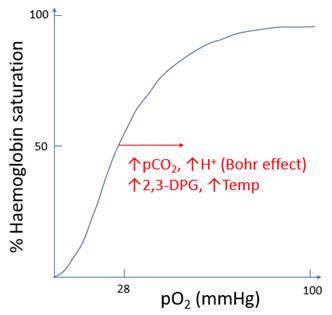 100
% Haemoglobin saturation
50
↑pCO₂, ↑H⁺ (Bohr effect)
↑2,3-DPG, ↑Temp
28
100
pO₂ (mmHg)